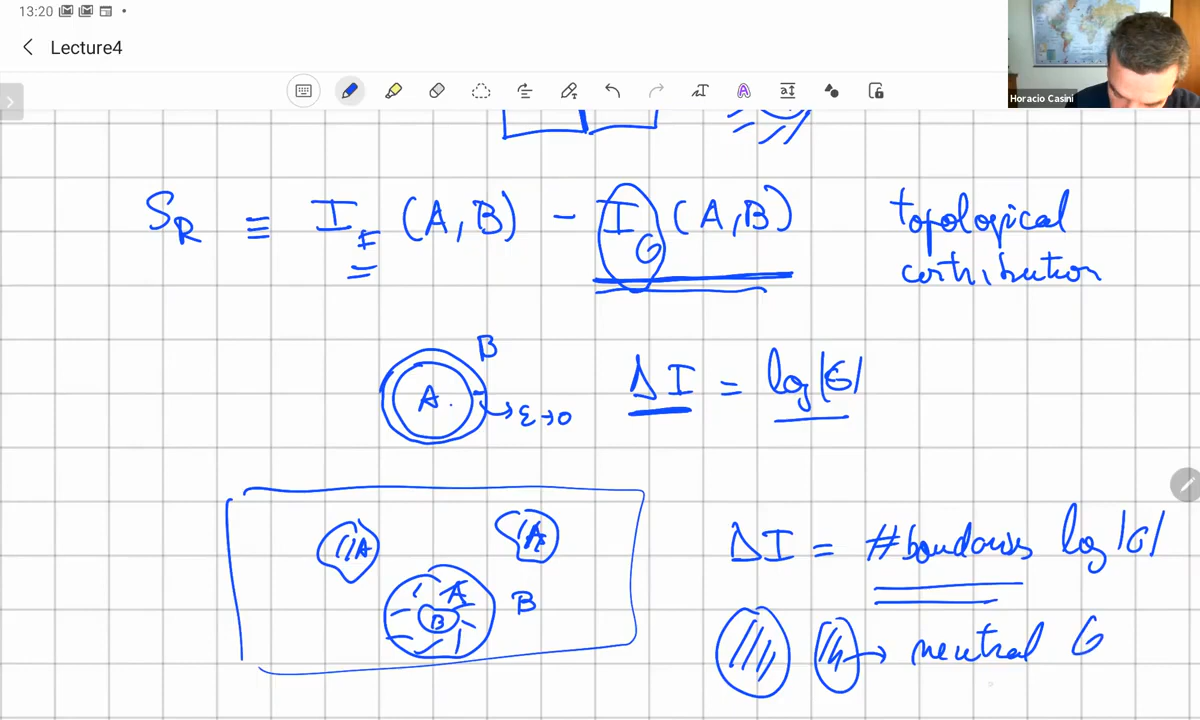 13:20
Lecture4
Horacio Casini
S_R ≡ I_F (A,B) - I_G (A,B) topological contribution
B
A
→ ε→0
ΔI = log|G|
A
A
A
B
B
ΔI = #boundaries log|G|
→ neutral G